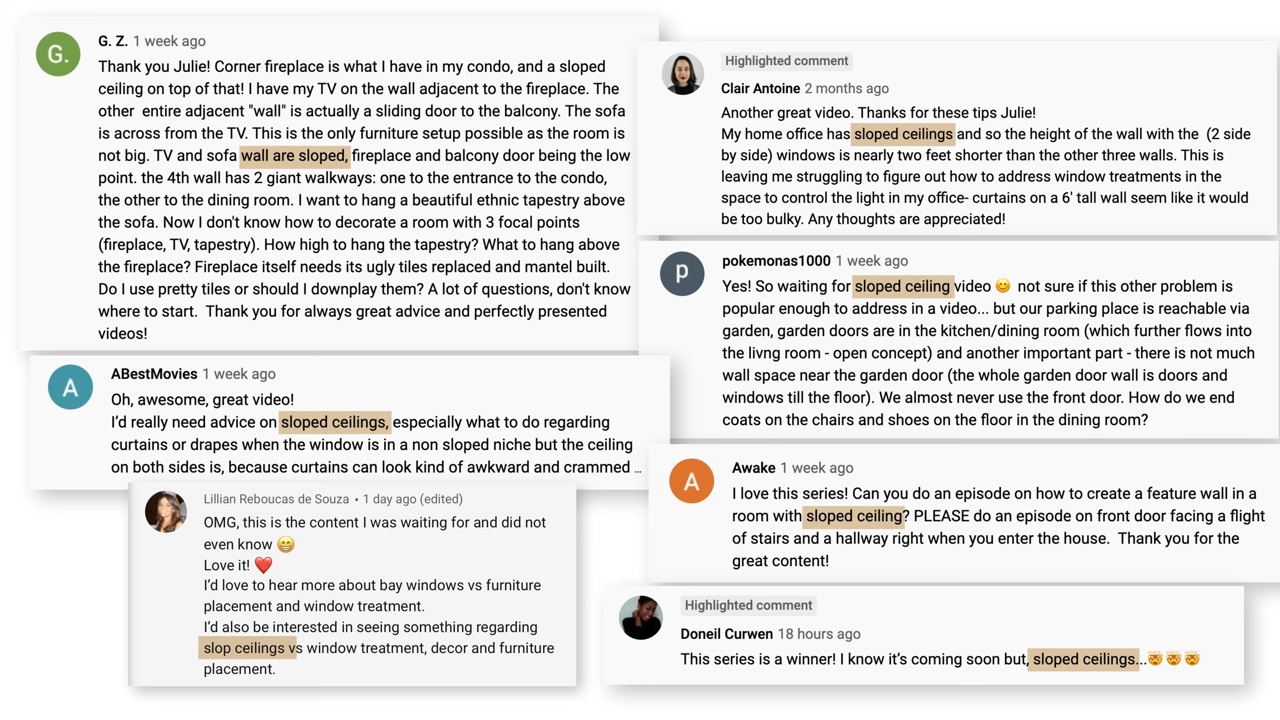 G.
G. Z. 1 week ago
Thank you Julie! Corner fireplace is what I have in my condo, and a sloped
ceiling on top of that! I have my TV on the wall adjacent to the fireplace. The
other entire adjacent "wall" is actually a sliding door to the balcony. The sofa
is across from the TV. This is the only furniture setup possible as the room is
not big. TV and sofa wall are sloped, fireplace and balcony door being the low
point. the 4th wall has 2 giant walkways: one to the entrance to the condo,
the other to the dining room. I want to hang a beautiful ethnic tapestry above
the sofa. Now I don't know how to decorate a room with 3 focal points
(fireplace, TV, tapestry). How high to hang the tapestry? What to hang above
the fireplace? Fireplace itself needs its ugly tiles replaced and mantel built.
Do I use pretty tiles or should I downplay them? A lot of questions, don't know
where to start. Thank you for always great advice and perfectly presented
videos!
A
ABestMovies 1 week ago
Oh, awesome, great video!
I'd really need advice on sloped ceilings, especially what to do regarding
curtains or drapes when the window is in a non sloped niche but the ceiling
on both sides is, because curtains can look kind of awkward and crammed ...
Lillian Reboucas de Souza • 1 day ago (edited)
OMG, this is the content I was waiting for and did not
even know 😁
Love it! ❤️
I'd love to hear more about bay windows vs furniture
placement and window treatment.
I'd also be interested in seeing something regarding
slop ceilings vs window treatment, decor and furniture
placement.
Highlighted comment
Clair Antoine 2 months ago
Another great video. Thanks for these tips Julie!
My home office has sloped ceilings and so the height of the wall with the (2 side
by side) windows is nearly two feet shorter than the other three walls. This is
leaving me struggling to figure out how to address window treatments in the
space to control the light in my office- curtains on a 6' tall wall seem like it would
be too bulky. Any thoughts are appreciated!
p
pokemonas1000 1 week ago
Yes! So waiting for sloped ceiling video 😊 not sure if this other problem is
popular enough to address in a video... but our parking place is reachable via
garden, garden doors are in the kitchen/dining room (which further flows into
the livng room - open concept) and another important part - there is not much
wall space near the garden door (the whole garden door wall is doors and
windows till the floor). We almost never use the front door. How do we end
coats on the chairs and shoes on the floor in the dining room?
A
Awake 1 week ago
I love this series! Can you do an episode on how to create a feature wall in a
room with sloped ceiling? PLEASE do an episode on front door facing a flight
of stairs and a hallway right when you enter the house. Thank you for the
great content!
Highlighted comment
Doneil Curwen 18 hours ago
This series is a winner! I know it's coming soon but, sloped ceilings...🤯🤯🤯